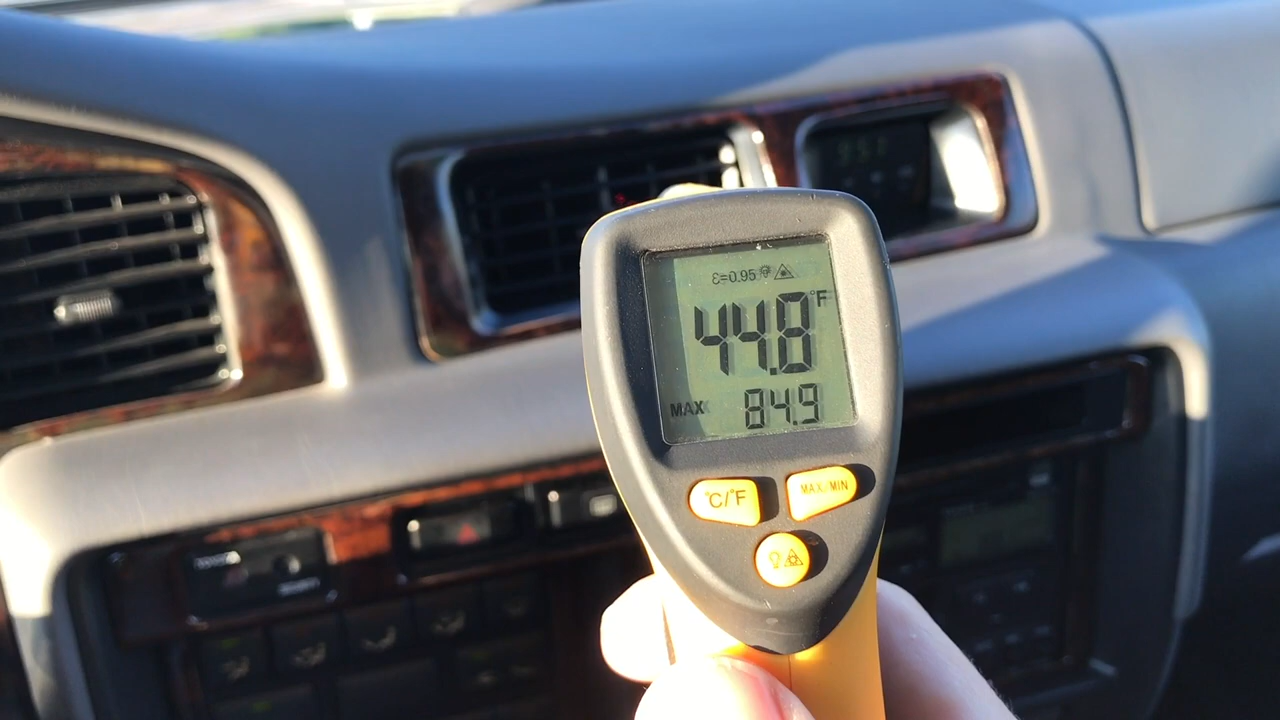 ε=0.95
44.8 °F
MAX 84.9
°C/°F
MAX/MIN